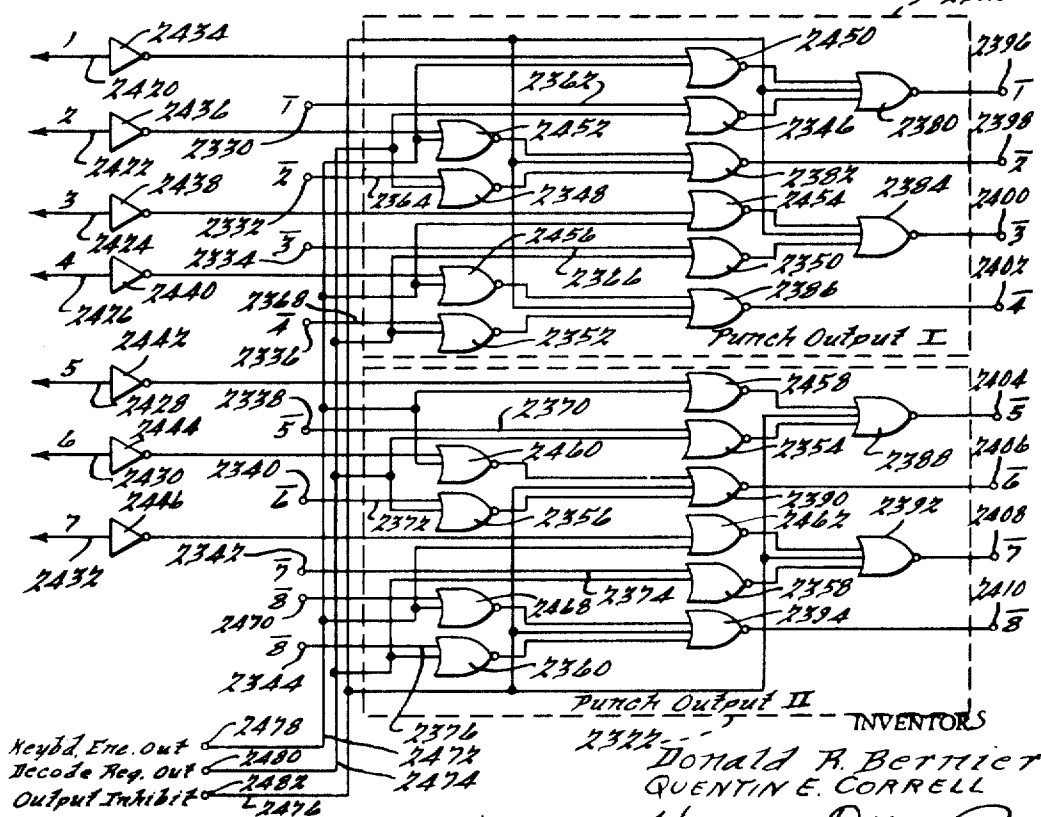 1 2434 2450 2396
2420 2362
2 2436 1̄ 2452 2346 2380 1̄
2422 2330 2398
2438 2̄ 2̄
3 2364 2348 2382 2384
2424 2332 2454 2400
3̄ 2456 3̄
4 2334 2350 2402
2440 2366
2426 2368 4̄ 2386 4̄
2336 2352 Punch Output I
2442
5 2458 2404
2428 2338 2370 5̄
2444 5̄
6 2460 2354 2388 2406
2430 2340
6̄ 2390 6̄
2446 2372 2356 2462 2392 2408
7 2342
2432 7̄ 7̄
8̄ 2468 2374 2358 2410
2470 2394
8̄ 8̄
2344 2360
Punch Output II
2478 2376 2322 INVENTORS
Keybd. Enc. Out 2472
2480 Donald R. Bernier
Decode Reg. Out 2474 QUENTIN E. CORRELL
2482
Output Inhibit
2476